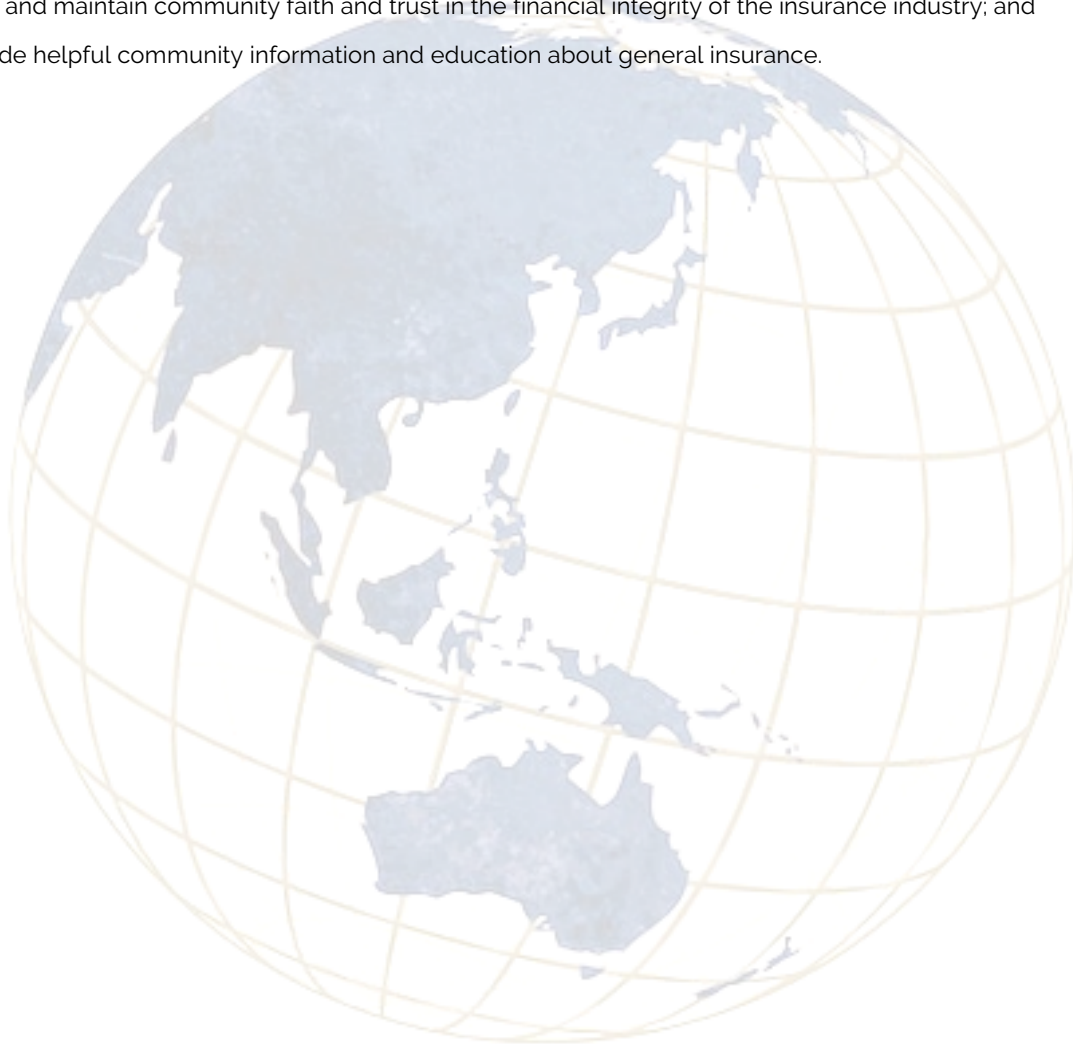 and maintain community faith and trust in the financial integrity of the insurance industry; and
de helpful community information and education about general insurance.